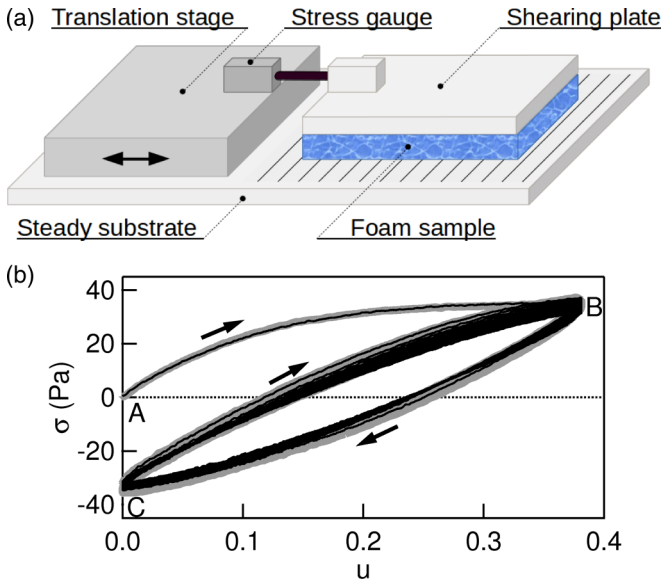 (a) Translation stage Stress gauge Shearing plate
Steady substrate Foam sample
(b)
40
20
0
-20
-40
σ (Pa)
A
B
C
0.0 0.1 0.2 0.3 0.4
u